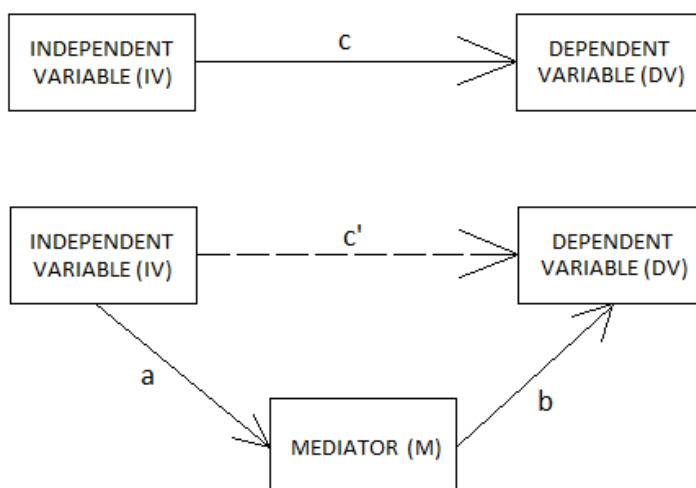 INDEPENDENT
VARIABLE (IV)
c
DEPENDENT
VARIABLE (DV)
INDEPENDENT
VARIABLE (IV)
c'
DEPENDENT
VARIABLE (DV)
a
b
MEDIATOR (M)